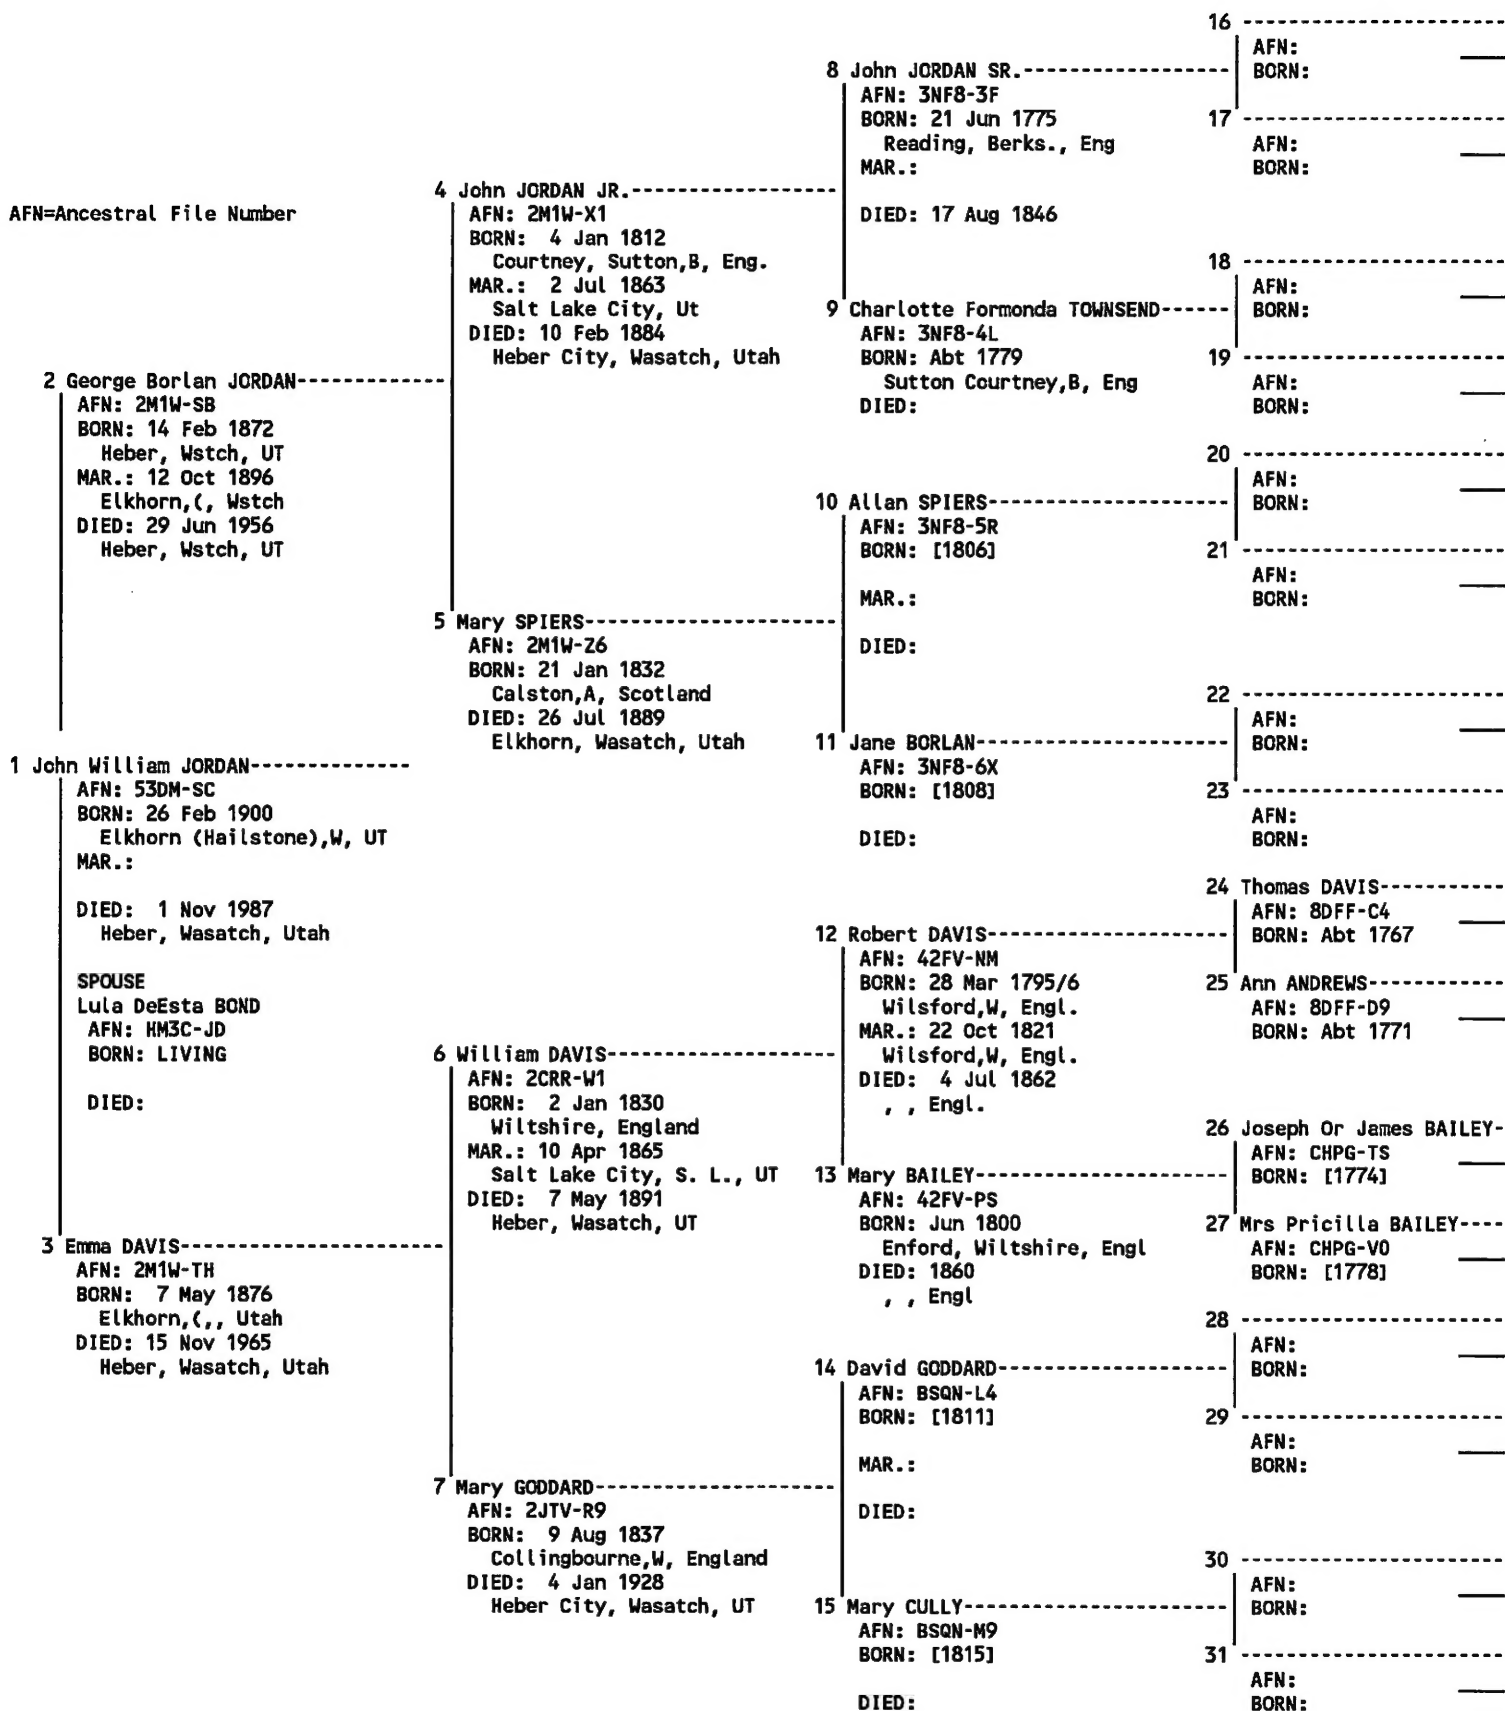 AFN=Ancestral File Number
1 John William JORDAN--------------
AFN: 53DM-SC
BORN: 26 Feb 1900
Elkhorn (Hailstone),W, UT
MAR.:
DIED: 1 Nov 1987
Heber, Wasatch, Utah
SPOUSE
Lula DeEsta BOND
AFN: HM3C-JD
BORN: LIVING
DIED:
2 George Borlan JORDAN-------------
AFN: 2M1W-SB
BORN: 14 Feb 1872
Heber, Wstch, UT
MAR.: 12 Oct 1896
Elkhorn,(, Wstch
DIED: 29 Jun 1956
Heber, Wstch, UT
3 Emma DAVIS-----------------------
AFN: 2M1W-TH
BORN: 7 May 1876
Elkhorn,(,, Utah
DIED: 15 Nov 1965
Heber, Wasatch, Utah
4 John JORDAN JR.------------------
AFN: 2M1W-X1
BORN: 4 Jan 1812
Courtney, Sutton,B, Eng.
MAR.: 2 Jul 1863
Salt Lake City, Ut
DIED: 10 Feb 1884
Heber City, Wasatch, Utah
5 Mary SPIERS----------------------
AFN: 2M1W-Z6
BORN: 21 Jan 1832
Calston,A, Scotland
DIED: 26 Jul 1889
Elkhorn, Wasatch, Utah
6 William DAVIS--------------------
AFN: 2CRR-W1
BORN: 2 Jan 1830
Wiltshire, England
MAR.: 10 Apr 1865
Salt Lake City, S. L., UT
DIED: 7 May 1891
Heber, Wasatch, UT
7 Mary GODDARD---------------------
AFN: 2JTV-R9
BORN: 9 Aug 1837
Collingbourne,W, England
DIED: 4 Jan 1928
Heber City, Wasatch, UT
8 John JORDAN SR.------------------
AFN: 3NF8-3F
BORN: 21 Jun 1775
Reading, Berks., Eng
MAR.:
DIED: 17 Aug 1846
9 Charlotte Formonda TOWNSEND------
AFN: 3NF8-4L
BORN: Abt 1779
Sutton Courtney,B, Eng
DIED:
10 Allan SPIERS---------------------
AFN: 3NF8-5R
BORN: [1806]
MAR.:
DIED:
11 Jane BORLAN----------------------
AFN: 3NF8-6X
BORN: [1808]
DIED:
12 Robert DAVIS---------------------
AFN: 42FV-NM
BORN: 28 Mar 1795/6
Wilsford,W, Engl.
MAR.: 22 Oct 1821
Wilsford,W, Engl.
DIED: 4 Jul 1862
, , Engl.
13 Mary BAILEY----------------------
AFN: 42FV-PS
BORN: Jun 1800
Enford, Wiltshire, Engl
DIED: 1860
, , Engl
14 David GODDARD--------------------
AFN: BSQN-L4
BORN: [1811]
MAR.:
DIED:
15 Mary CULLY-----------------------
AFN: BSQN-M9
BORN: [1815]
DIED:
16 -----------------------
AFN:
BORN:
17 -----------------------
AFN:
BORN:
18 -----------------------
AFN:
BORN:
19 -----------------------
AFN:
BORN:
20 -----------------------
AFN:
BORN:
21 -----------------------
AFN:
BORN:
22 -----------------------
AFN:
BORN:
23 -----------------------
AFN:
BORN:
24 Thomas DAVIS-----------
AFN: 8DFF-C4
BORN: Abt 1767
25 Ann ANDREWS------------
AFN: 8DFF-D9
BORN: Abt 1771
26 Joseph Or James BAILEY-
AFN: CHPG-TS
BORN: [1774]
27 Mrs Pricilla BAILEY----
AFN: CHPG-V0
BORN: [1778]
28 -----------------------
AFN:
BORN:
29 -----------------------
AFN:
BORN:
30 -----------------------
AFN:
BORN:
31 -----------------------
AFN:
BORN: